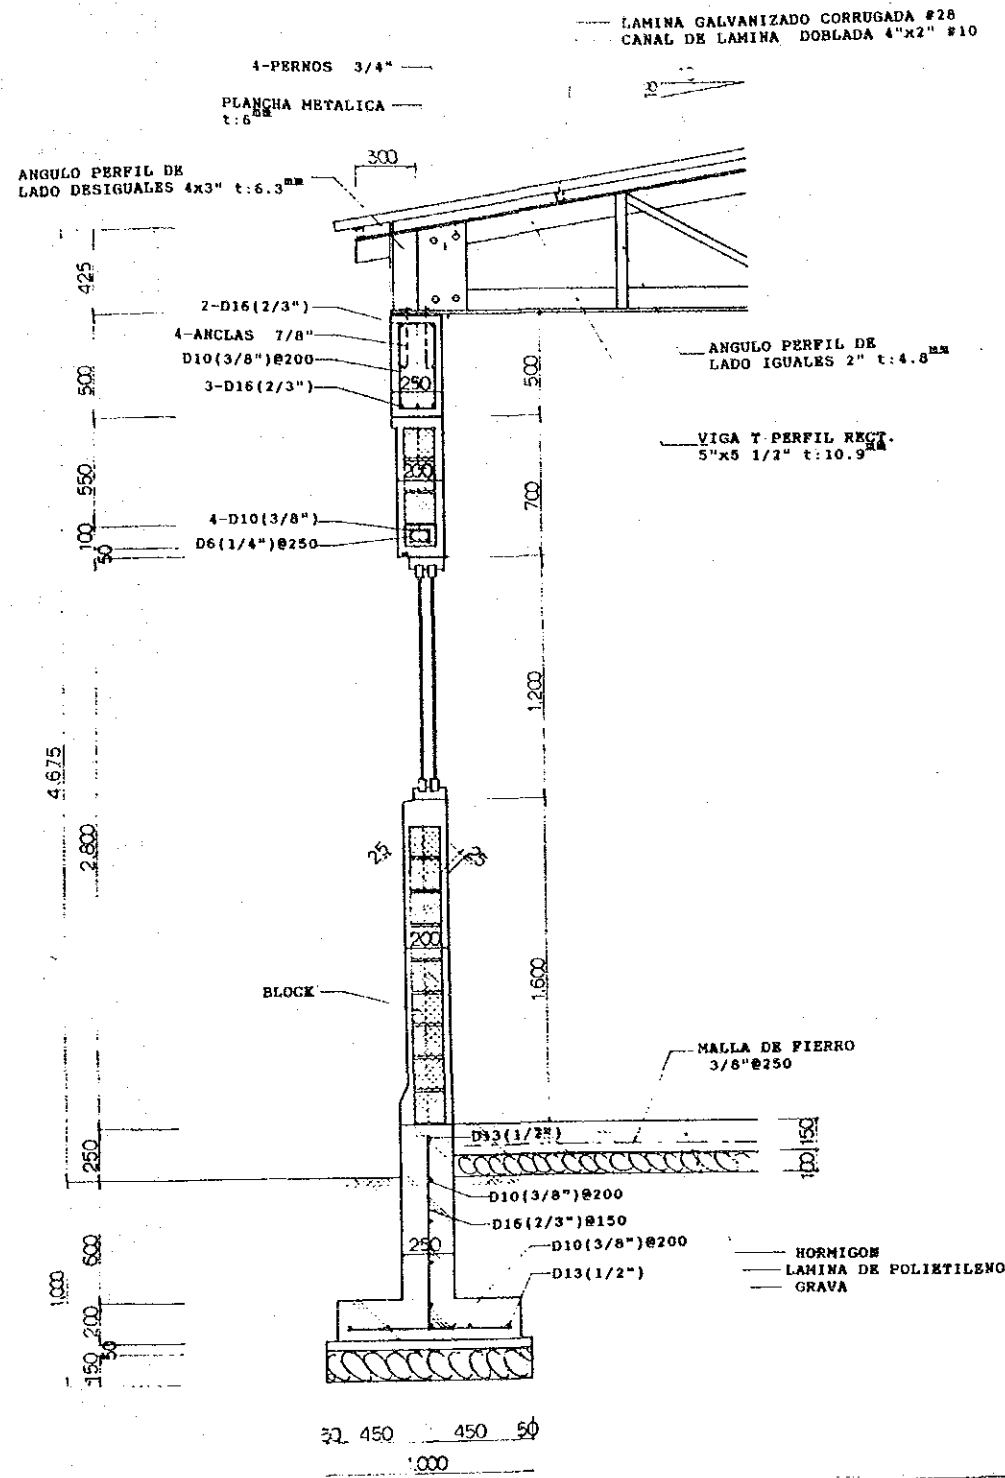 LAMINA GALVANIZADO CORRUGADA #28
CANAL DE LAMINA DOBLADA 4"x2" #10
4-PERNOS 3/4"
PLANCHA METALICA
t:6mm
10
300
ANGULO PERFIL DE
LADO DESIGUALES 4x3" t:6.3mm
425
2-D16(2/3")
4-ANCLAS 7/8"
D10(3/8")@200
3-D16(2/3")
250
500
500
ANGULO PERFIL DE
LADO IGUALES 2" t:4.8mm
VIGA T PERFIL RECT.
5"x5 1/2" t:10.9mm
550
200
700
4-D10(3/8")
D6(1/4")@250
100
50
1,200
4,675
2,800
25
25
200
1,600
BLOCK
MALLA DE FIERRO
3/8"@250
D13(1/2")
150
100
1250
D10(3/8")@200
D16(2/3")@150
250
D10(3/8")@200
D13(1/2")
HORMIGON
LAMINA DE POLIETILENO
GRAVA
600
1,000
200
50
150
50 450 450 50
1,000